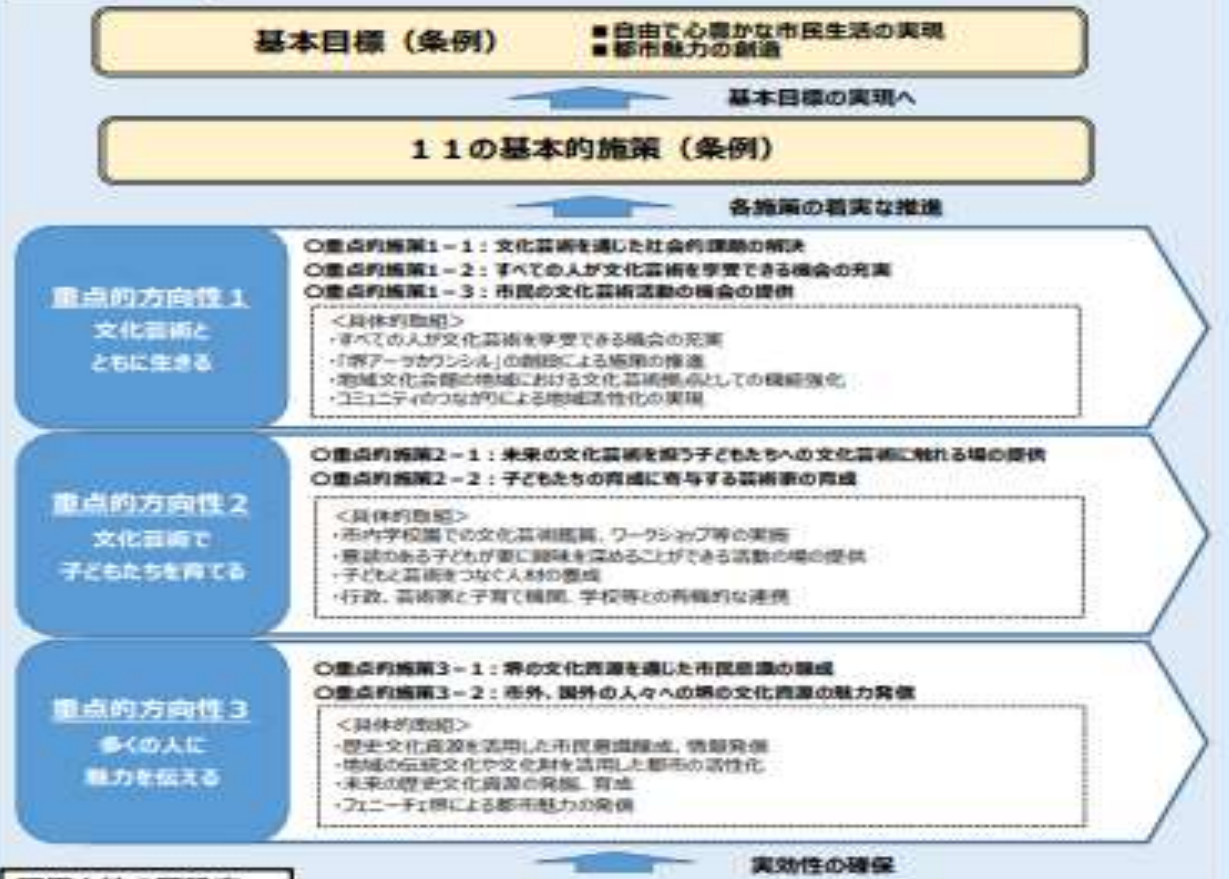 基本目標（条例）
■自由で心豊かな市民生活の実現
■都市魅力の創造
基本目標の実現へ
11の基本的施策（条例）
各施策の着実な推進
重点的方向性1
文化芸術と
ともに生きる
○重点的施策1－1：文化芸術を通じた社会的課題の解決
○重点的施策1－2：すべての人が文化芸術を享受できる機会の充実
○重点的施策1－3：市民の文化芸術活動の機会の提供
＜具体的取組＞
・すべての人が文化芸術を享受できる機会の充実
・「堺アーツカウンシル」の創設による施策の推進
・地域文化会館の地域における文化芸術拠点としての機能強化
・コミュニティのつながりによる地域活性化の実現
重点的方向性2
文化芸術で
子どもたちを育てる
○重点的施策2－1：未来の文化芸術を担う子どもたちへの文化芸術に触れる場の提供
○重点的施策2－2：子どもたちの育成に寄与する芸術家の育成
＜具体的取組＞
・市内学校園での文化芸術鑑賞、ワークショップ等の実施
・意欲のある子どもが更に興味を深めることができる活動の場の提供
・子どもと芸術をつなぐ人材の養成
・行政、芸術家と子育て機関、学校等との有機的な連携
重点的方向性3
多くの人に
魅力を伝える
○重点的施策3－1：堺の文化資源を通じた市民意識の醸成
○重点的施策3－2：市外、国外の人々への堺の文化資源の魅力発信
＜具体的取組＞
・歴史文化資源を活用した市民意識醸成、情報発信
・地域の伝統文化や文化財を活用した都市の活性化
・未来の歴史文化資源の発掘、育成
・フェニーチェ堺による都市魅力の発信
実効性の確保